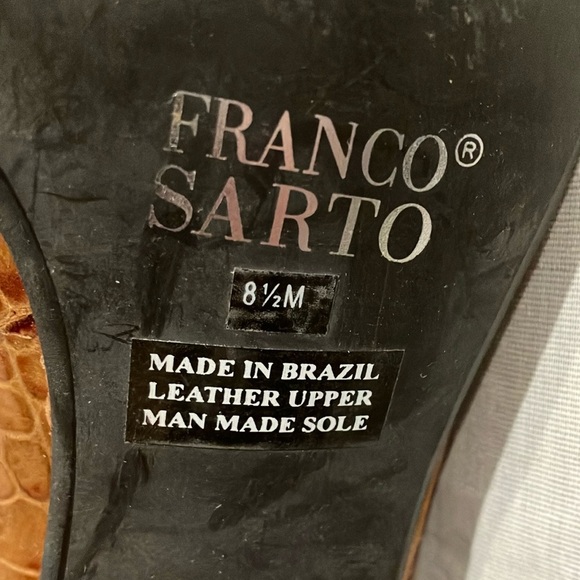 FRANCO®
SARTO
8½M
MADE IN BRAZIL
LEATHER UPPER
MAN MADE SOLE